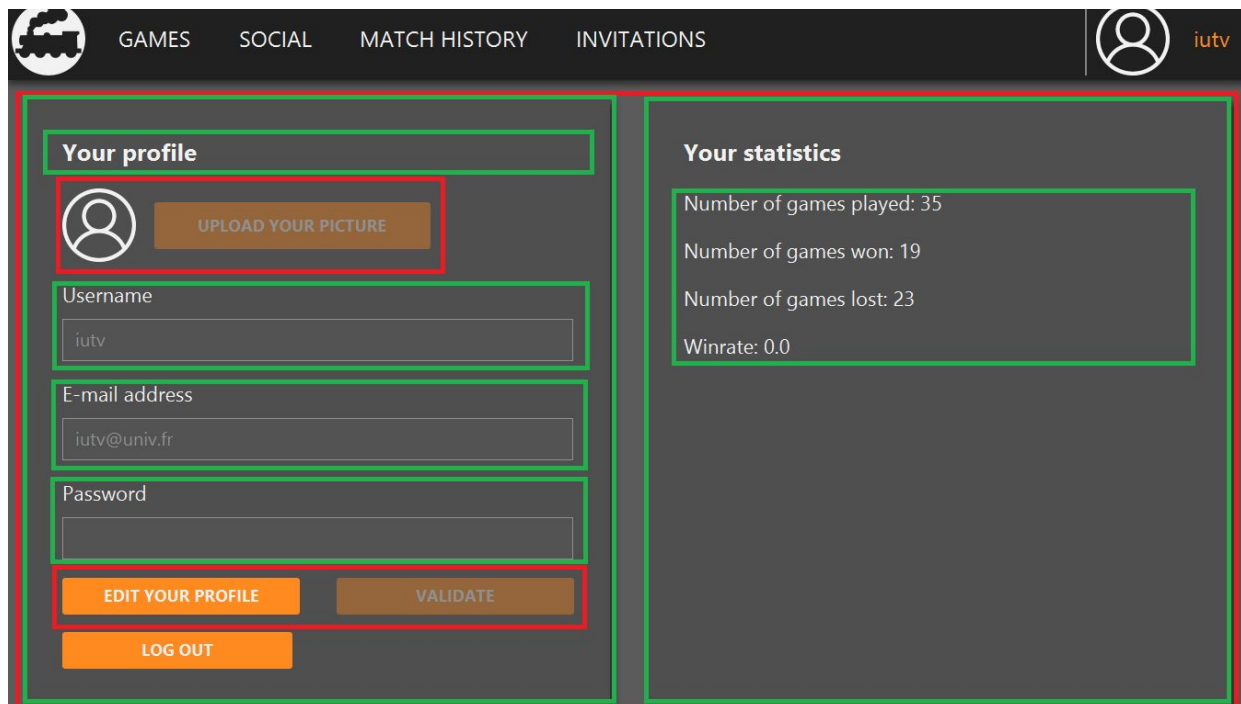 GAMES SOCIAL MATCH HISTORY INVITATIONS iutv
Your profile
UPLOAD YOUR PICTURE
Username
iutv
E-mail address
iutv@univ.fr
Password
EDIT YOUR PROFILE VALIDATE
LOG OUT
Your statistics
Number of games played: 35
Number of games won: 19
Number of games lost: 23
Winrate: 0.0